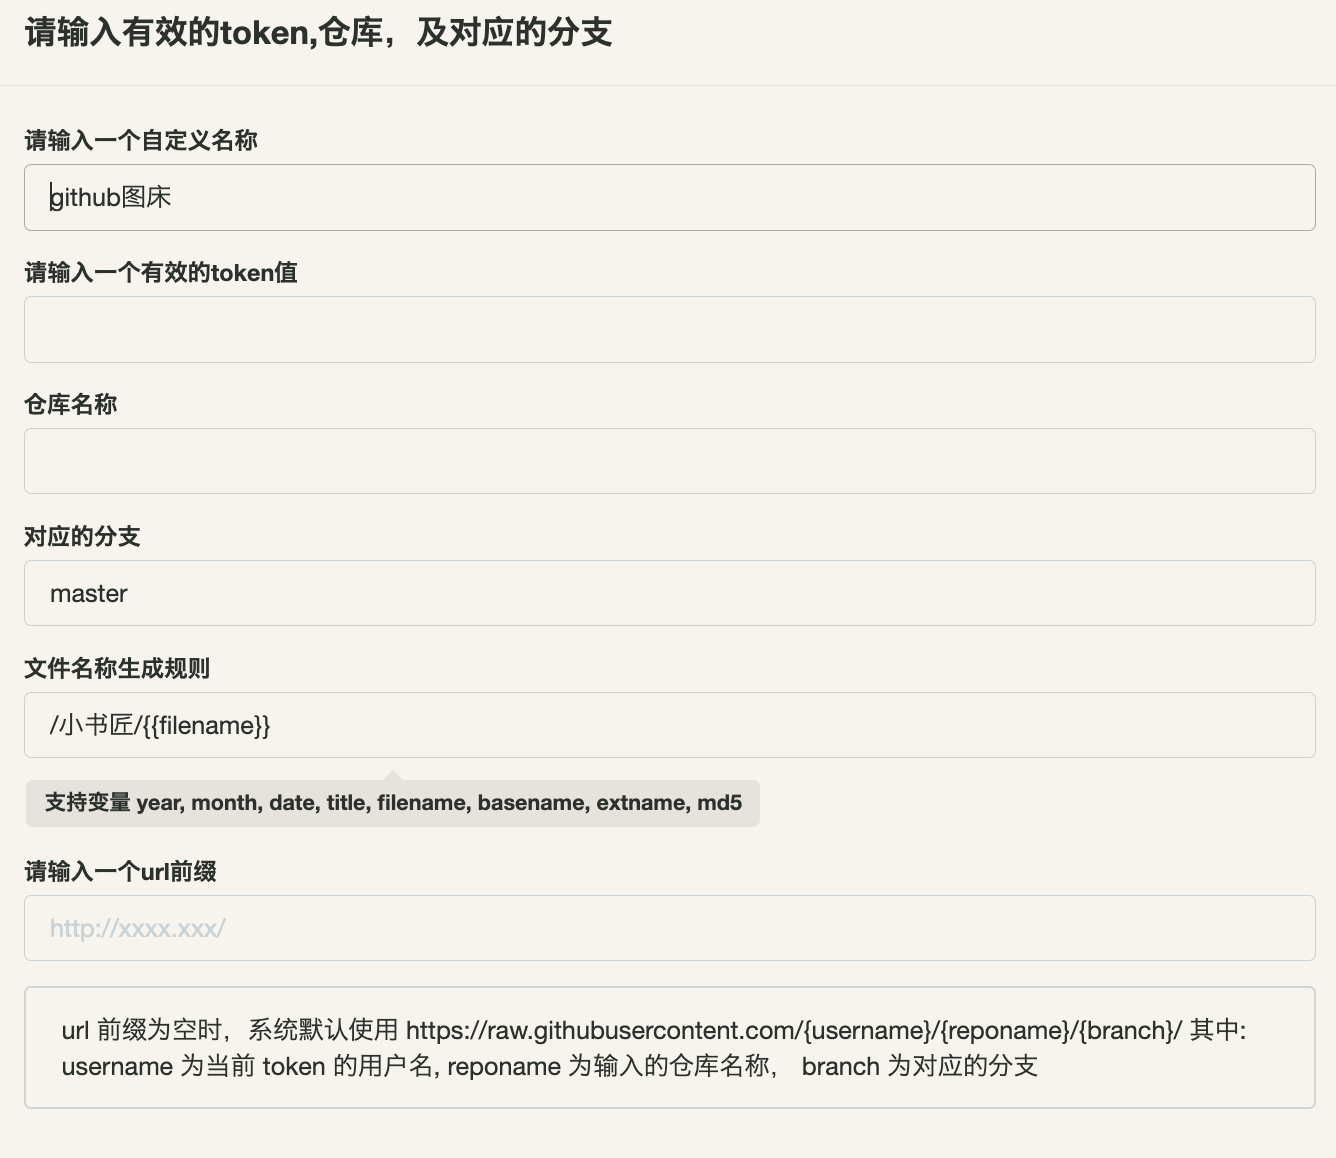 请输入有效的token,仓库，及对应的分支
请输入一个自定义名称
github图床
请输入一个有效的token值
仓库名称
对应的分支
master
文件名称生成规则
/小书匠/{{filename}}
支持变量 year, month, date, title, filename, basename, extname, md5
请输入一个url前缀
http://xxxx.xxx/
url 前缀为空时，系统默认使用 https://raw.githubusercontent.com/{username}/{reponame}/{branch}/ 其中:
username 为当前 token 的用户名, reponame 为输入的仓库名称， branch 为对应的分支